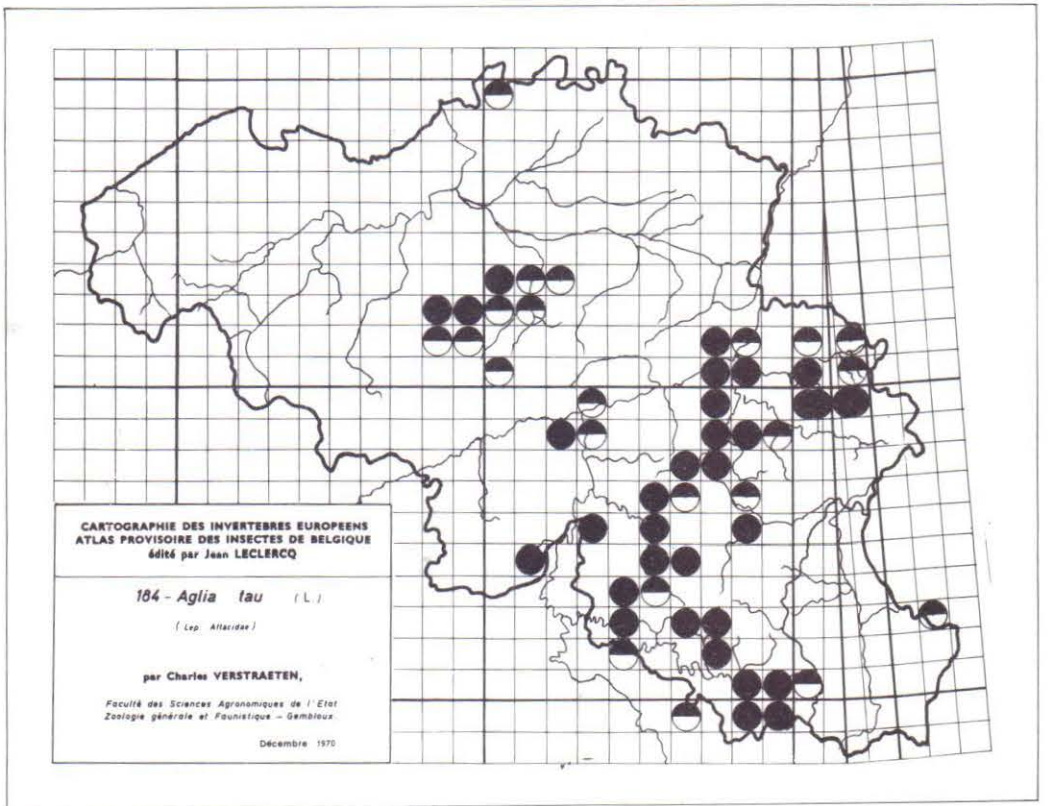 CARTOGRAPHIE DES INVERTEBRES EUROPEENS
ATLAS PROVISOIRE DES INSECTES DE BELGIQUE
édité par Jean LECLERCQ
184 - Aglia tau (L.)
( Lep. Attacidae )
par Charles VERSTRAETEN,
Faculté des Sciences Agronomiques de l'Etat
Zoologie générale et Faunistique - Gembloux.
Décembre 1970